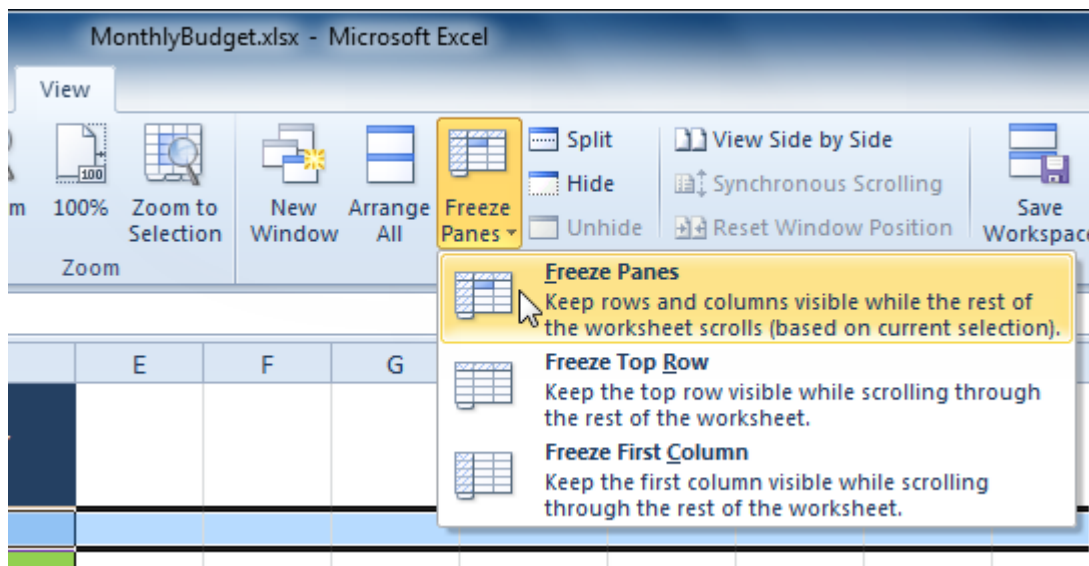 MonthlyBudget.xlsx - Microsoft Excel
View
m
100
100%
Zoom to
Selection
New
Window
Arrange
All
Freeze
Panes
Split
Hide
Unhide
View Side by Side
Synchronous Scrolling
Reset Window Position
Save
Workspac
Zoom
Freeze Panes
Keep rows and columns visible while the rest of
the worksheet scrolls (based on current selection).
Freeze Top Row
Keep the top row visible while scrolling through
the rest of the worksheet.
Freeze First Column
Keep the first column visible while scrolling
through the rest of the worksheet.
E F G